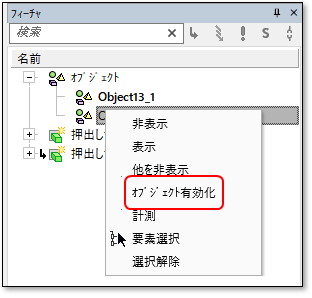 フィーチャ
検索
S
名前
ｵﾌﾞｼﾞｪｸﾄ
Object13_1
押出し
押出し
非表示
表示
他を非表示
ｵﾌﾞｼﾞｪｸﾄ有効化
計測
要素選択
選択解除